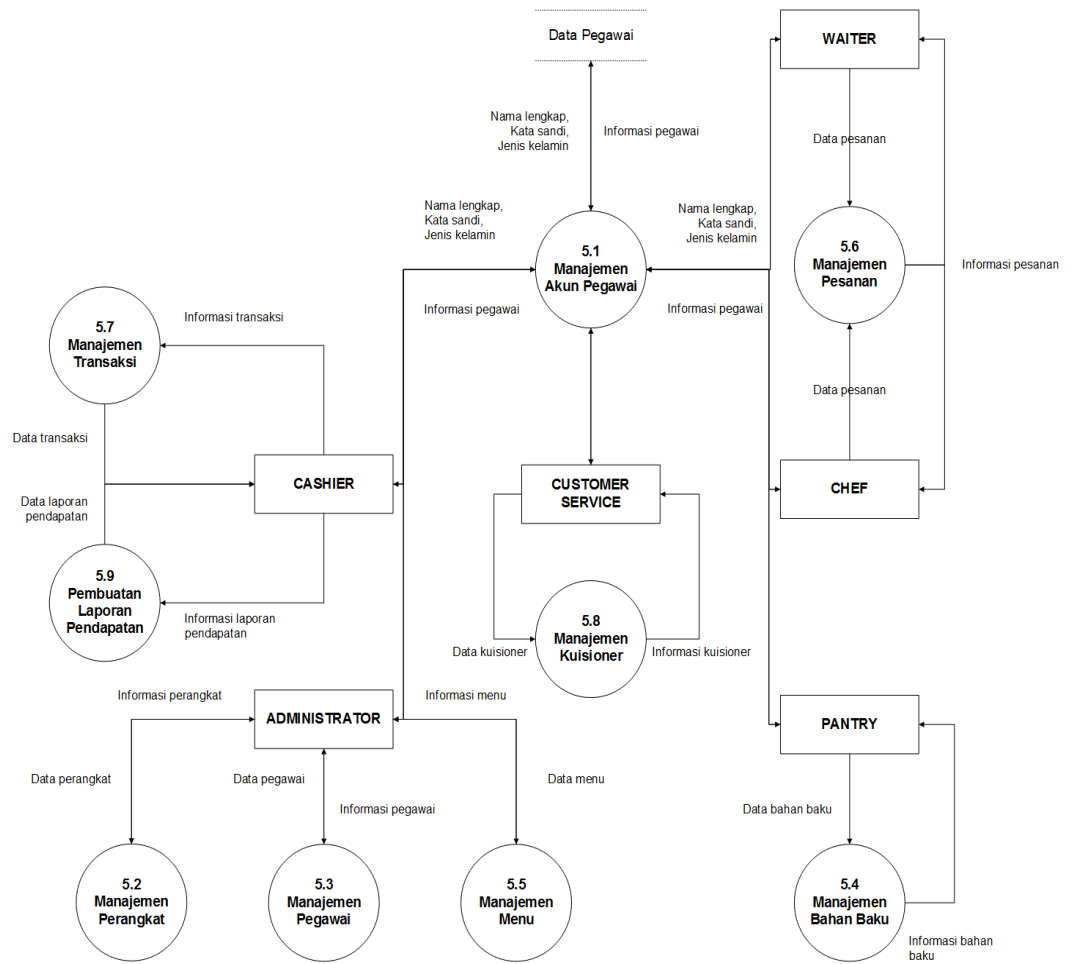 Data Pegawai
WAITER
Nama lengkap,
Kata sandi,
Jenis kelamin
Informasi pegawai
Data pesanan
Nama lengkap,
Kata sandi,
Jenis kelamin
Nama lengkap,
Kata sandi,
Jenis kelamin
5.1
Manajemen
Akun Pegawai
5.6
Manajemen
Pesanan
Informasi pesanan
Informasi pegawai
Informasi pegawai
5.7
Manajemen
Transaksi
Informasi transaksi
Data pesanan
Data transaksi
CASHIER
CUSTOMER
SERVICE
CHEF
Data laporan
pendapatan
5.9
Pembuatan
Laporan
Pendapatan
Informasi laporan
pendapatan
5.8
Manajemen
Kuisioner
Data kuisioner
Informasi kuisioner
Informasi perangkat
ADMINISTRATOR
Informasi menu
PANTRY
Data perangkat
Data pegawai
Informasi pegawai
Data menu
Data bahan baku
5.2
Manajemen
Perangkat
5.3
Manajemen
Pegawai
5.5
Manajemen
Menu
5.4
Manajemen
Bahan Baku
Informasi bahan
baku